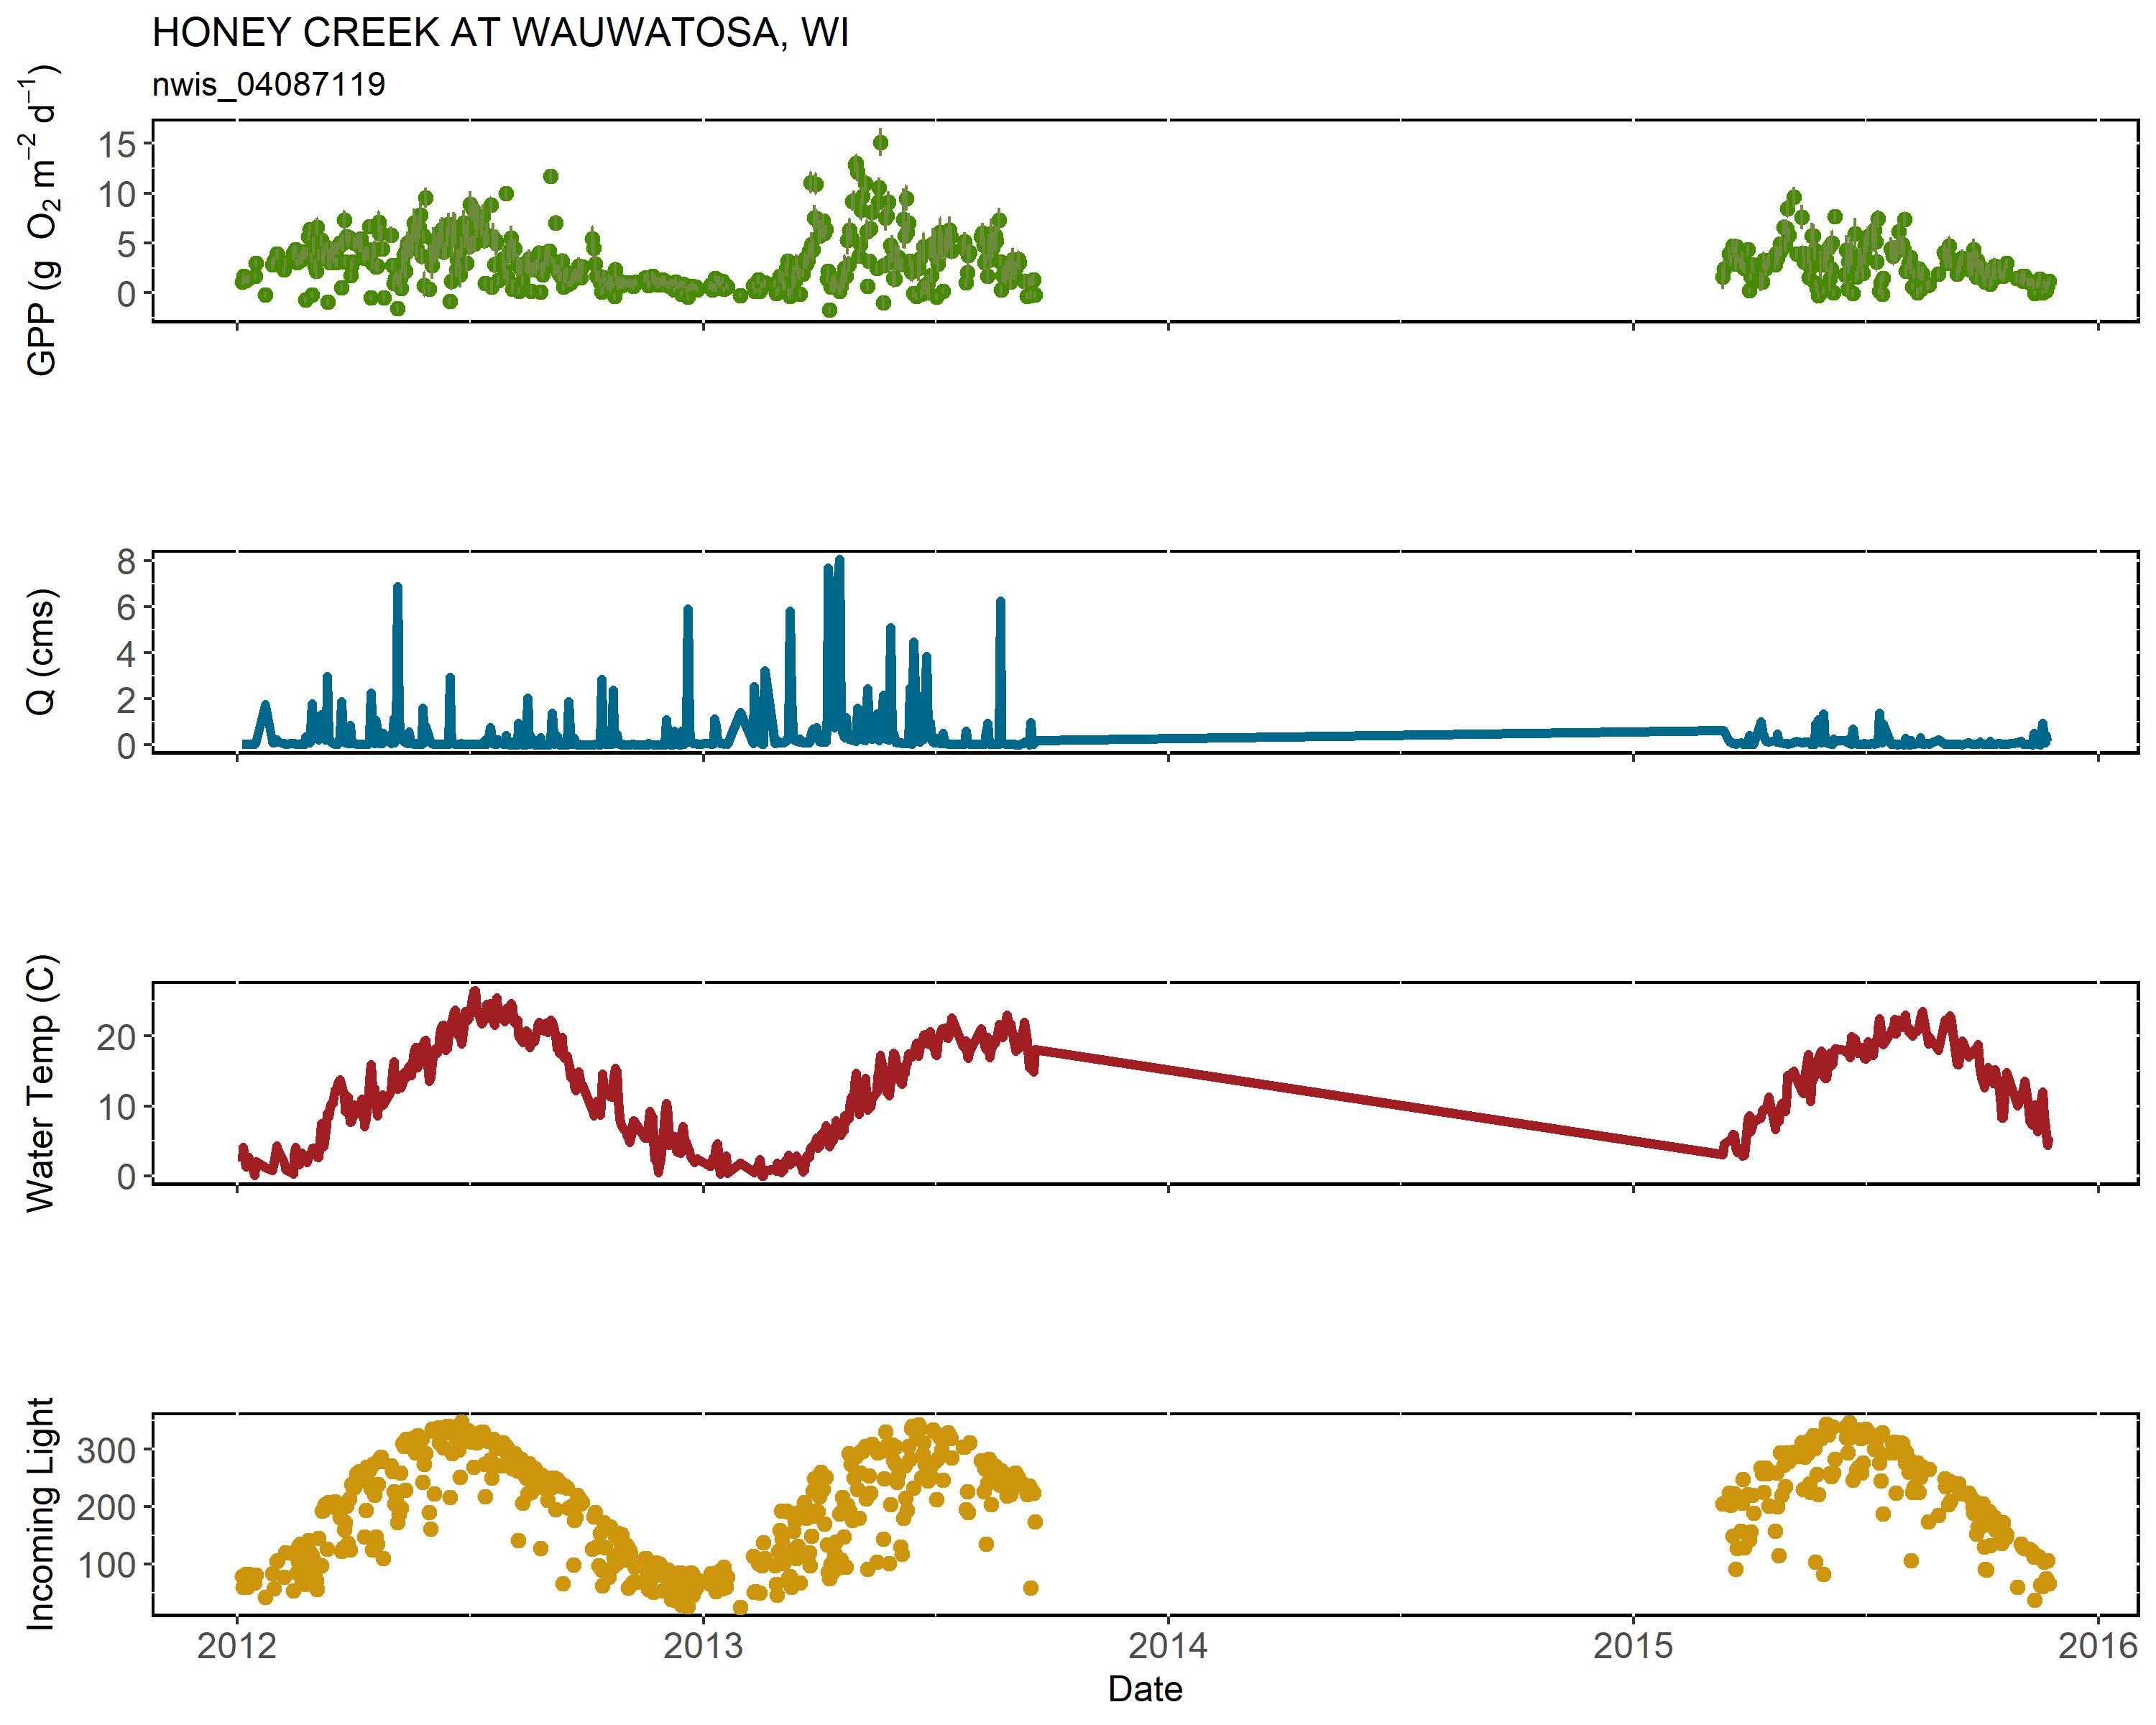 HONEY CREEK AT WAUWATOSA, WI
nwis_04087119
GPP (g O₂ m⁻² d⁻¹)
15
10
5
0
Q (cms)
8
6
4
2
0
Water Temp (C)
20
10
0
Incoming Light
300
200
100
2012 2013 2014 2015 2016
Date